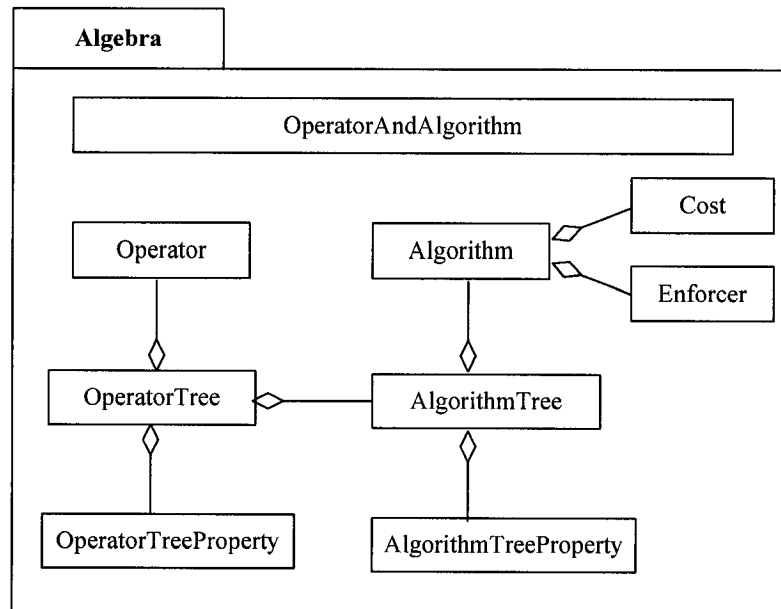 Algebra
OperatorAndAlgorithm
Cost
Operator
Algorithm
Enforcer
OperatorTree
AlgorithmTree
OperatorTreeProperty
AlgorithmTreeProperty